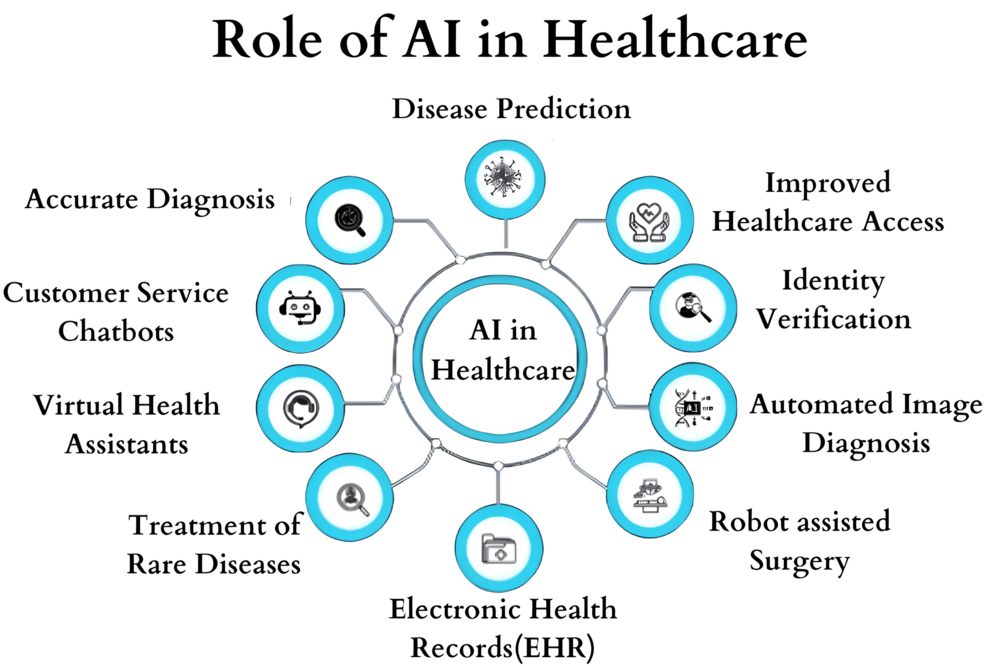 Role of AI in Healthcare
Disease Prediction
Accurate Diagnosis
Improved
Healthcare Access
Customer Service
Chatbots
Identity
Verification
AI in
Healthcare
Virtual Health
Assistants
A.I
Automated Image
Diagnosis
Treatment of
Rare Diseases
Robot assisted
Surgery
Electronic Health
Records(EHR)